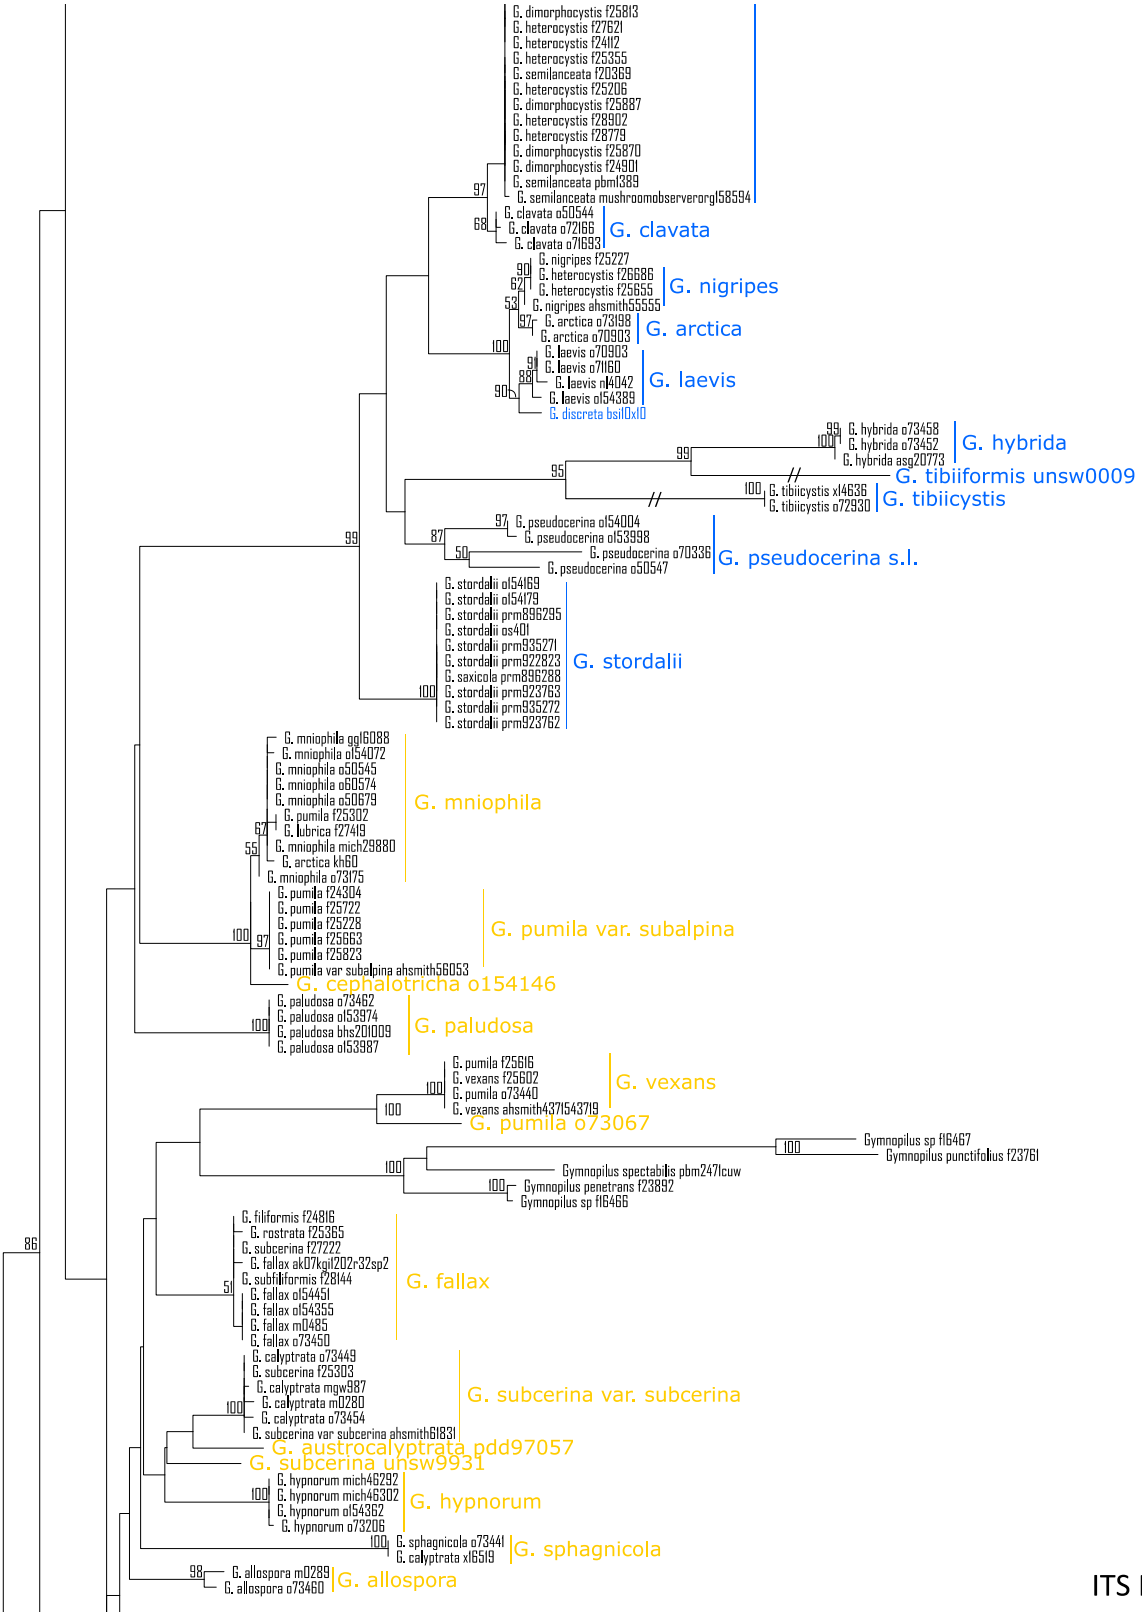 G. dimorphocystis f25813
G. heterocystis f27621
G. heterocystis f24112
G. heterocystis f25355
G. semilanceata f20369
G. heterocystis f25206
G. dimorphocystis f25887
G. heterocystis f28902
G. heterocystis f28779
G. dimorphocystis f25870
G. dimorphocystis f24901
G. semilanceata pbm1389
97
G. semilanceata mushroomobserverorg158594
G. clavata o50544
68
G. clavata o72166
G. clavata
G. clavata o71693
G. nigripes f25227
90
G. heterocystis f26686
62
G. heterocystis f25655
G. nigripes
53
G. nigripes ahsmith55555
97
G. arctica o73198
G. arctica
G. arctica o70903
100
G. laevis o70903
91
G. laevis o71160
88
G. laevis nl4042
G. laevis
90
G. laevis o154389
G. discreta bsi10x10
99
G. hybrida o73458
100
G. hybrida o73452
G. hybrida
G. hybrida asg20773
99
95
G. tibiiformis unsw0009
100
G. tibiicystis xl4636
G. tibiicystis
G. tibiicystis o72930
97
G. pseudocerina o154004
87
G. pseudocerina o153998
99
50
G. pseudocerina o70336
G. pseudocerina s.l.
G. pseudocerina o50547
G. stordalii o154169
G. stordalii o154179
G. stordalii prm896295
G. stordalii os401
G. stordalii prm935271
G. stordalii prm922823
G. stordalii
G. saxicola prm896288
100
G. stordalii prm923763
G. stordalii prm935272
G. stordalii prm923762
G. mniophila gg16088
G. mniophila o154072
G. mniophila o50545
G. mniophila o60574
G. mniophila o50679
G. mniophila
G. pumila f25302
67
G. lubrica f27419
55
G. mniophila mich29880
G. arctica kh60
G. mniophila o73175
G. pumila f24304
G. pumila f25722
G. pumila f25228
G. pumila var. subalpina
100
97
G. pumila f25663
G. pumila f25823
G. pumila var subalpina ahsmith56053
G. cephalotricha o154146
G. paludosa o73462
G. paludosa o153974
100
G. paludosa bhs201009
G. paludosa
G. paludosa o153987
G. pumila f25616
G. vexans f25602
G. vexans
100
G. pumila o73440
100
G. vexans ahsmith4371543719
G. pumila o73067
Gymnopilus sp f16467
100
Gymnopilus punctifolius f23761
100
Gymnopilus spectabilis pbm2471cuw
100
Gymnopilus penetrans f23892
Gymnopilus sp f16466
G. filiformis f24816
G. rostrata f25365
86
G. subcerina f27222
G. fallax ak07kgi1202r32sp2
G. fallax
51
G. subfiliformis f28144
G. fallax o154451
G. fallax o154355
G. fallax m0485
G. fallax o73450
G. calyptrata o73449
G. subcerina f25303
G. calyptrata mgw987
G. subcerina var. subcerina
100
G. calyptrata m0280
G. calyptrata o73454
G. subcerina var subcerina ahsmith61831
G. austrocalyptrata pdd97057
G. subcerina unsw9931
G. hypnorum mich46292
100
G. hypnorum mich46302
G. hypnorum
G. hypnorum o154362
G. hypnorum o73206
100
G. sphagnicola o73441
G. sphagnicola
G. calyptrata x16519
98
G. allospora m0289
G. allospora
G. allospora o73460
ITS